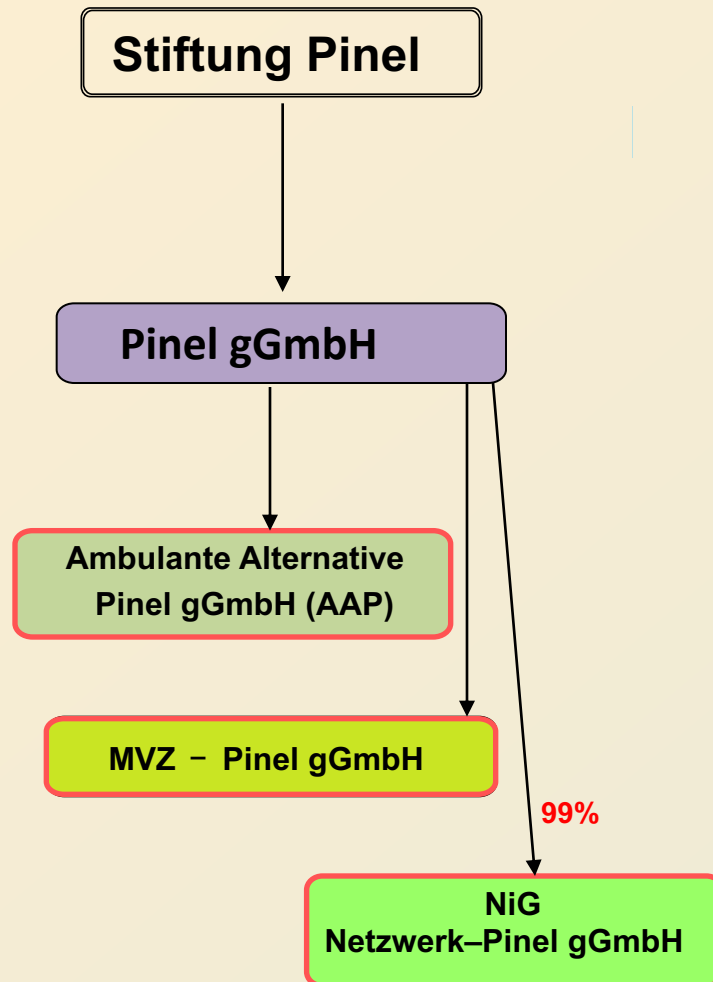 Stiftung Pinel
Pinel gGmbH
Ambulante Alternative
Pinel gGmbH (AAP)
MVZ – Pinel gGmbH
99%
NiG
Netzwerk–Pinel gGmbH